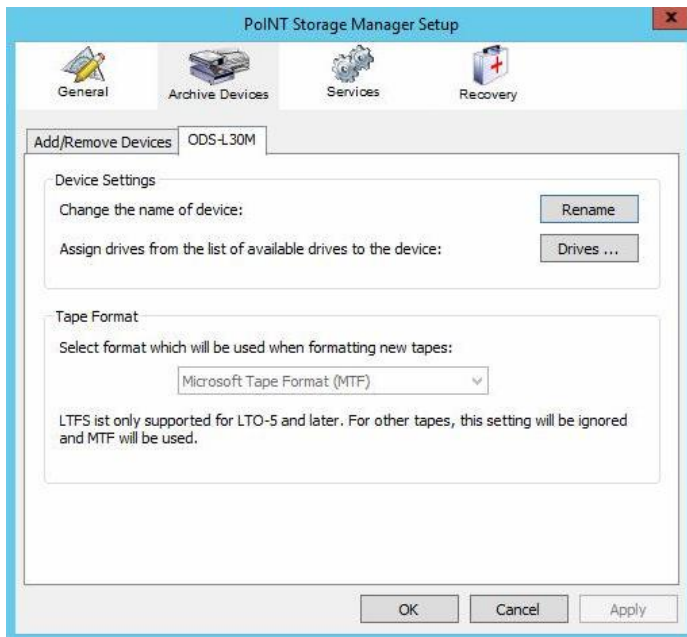 PoINT Storage Manager Setup
x
General
Archive Devices
Services
Recovery
Add/Remove Devices
ODS-L30M
Device Settings
Change the name of device:
Rename
Assign drives from the list of available drives to the device:
Drives ...
Tape Format
Select format which will be used when formatting new tapes:
Microsoft Tape Format (MTF)
LTFS ist only supported for LTO-5 and later. For other tapes, this setting will be ignored
and MTF will be used.
OK
Cancel
Apply